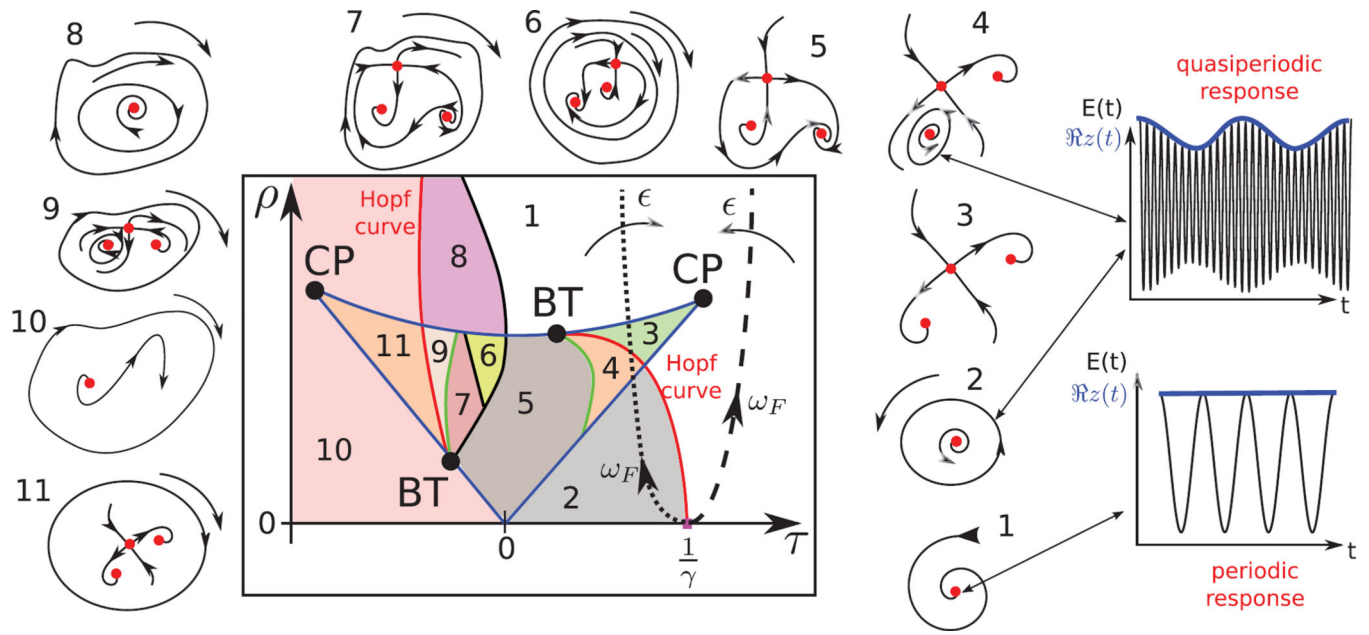 8
7
6
5
4
quasiperiodic
response
E(t)
ℜz(t)
t
9
ρ
Hopf
curve
1
ϵ
ϵ
CP
8
BT
CP
3
11
9
6
4
Hopf
curve
7
5
ω_F
10
BT
ω_F
2
0
0
1/γ
τ
10
11
3
2
E(t)
ℜz(t)
t
1
periodic
response